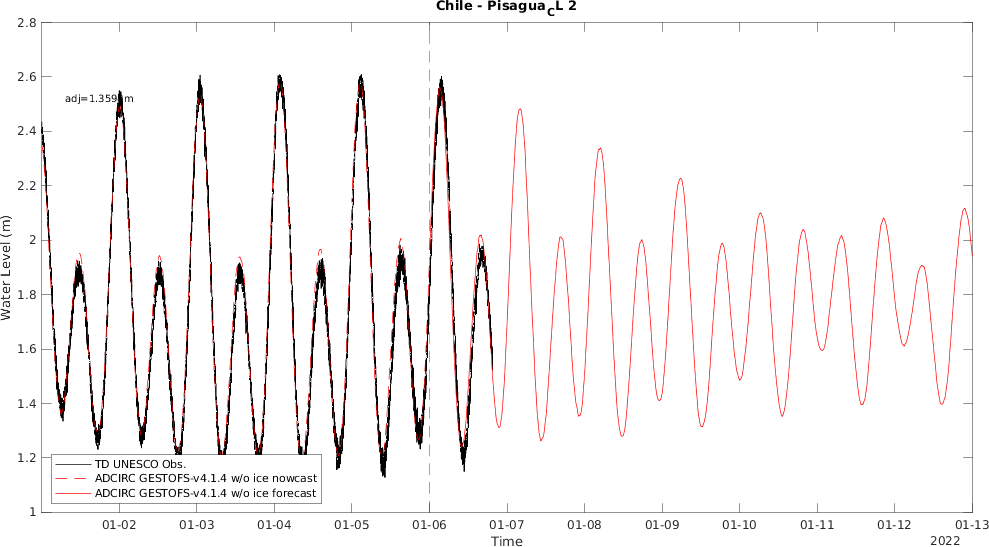 Chile - Pisagua_CL 2
2.8
2.6
adj=1.359 m
2.4
2.2
2
1.8
1.6
1.4
1.2
1
Water Level (m)
TD UNESCO Obs.
ADCIRC GESTOFS-v4.1.4 w/o ice nowcast
ADCIRC GESTOFS-v4.1.4 w/o ice forecast
01-02 01-03 01-04 01-05 01-06 01-07 01-08 01-09 01-10 01-11 01-12 01-13
Time
2022